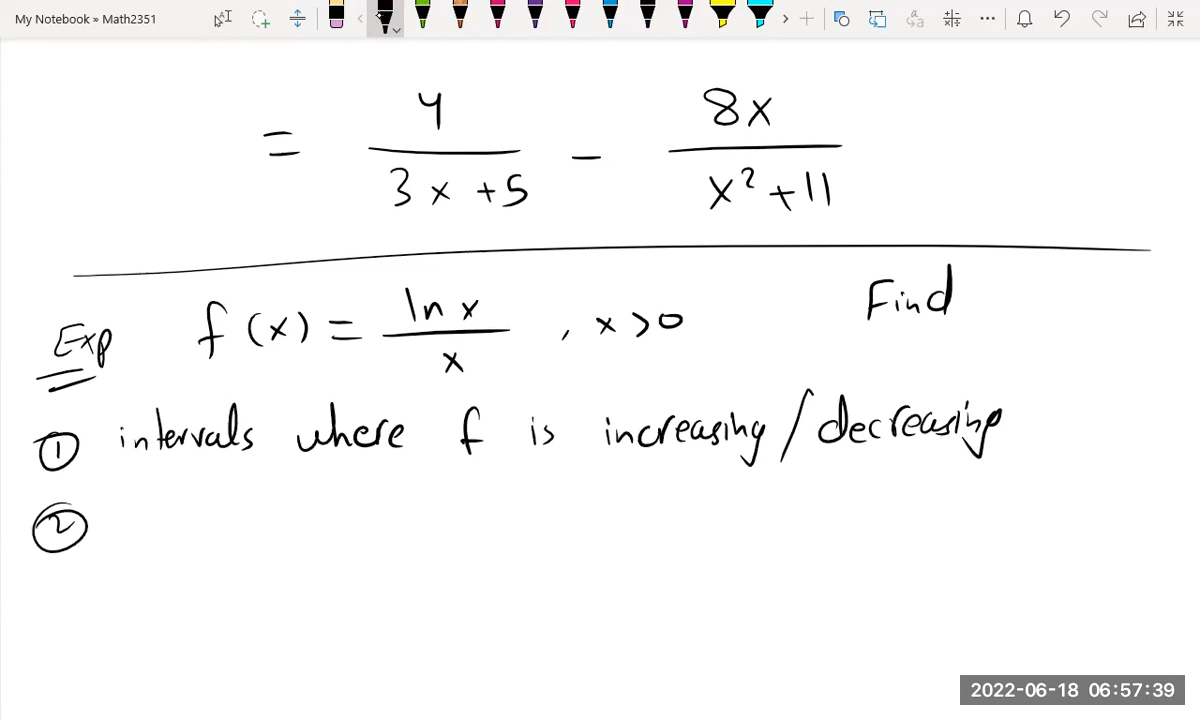 My Notebook » Math2351
= 4/(3x+5) - 8x/(x²+11)
Exp f(x) = ln x / x , x>0 Find
① intervals where f is increasing/decreasing
②
2022-06-18 06:57:39